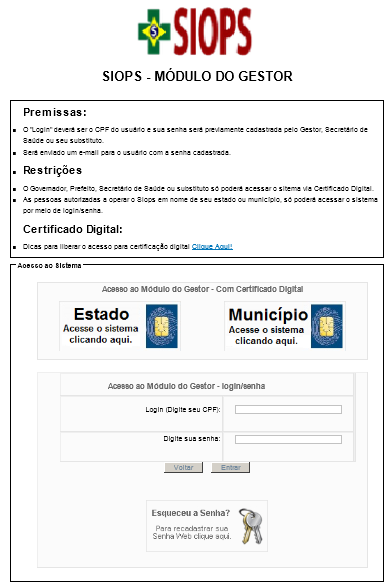 SIOPS
SIOPS - MÓDULO DO GESTOR
Premissas:
O "Login" deverá ser o CPF do usuário e sua senha será previamente cadastrada pelo Gestor, Secretário de
Saúde ou seu substituto.
Será enviado um e-mail para o usuário com a senha cadastrada.
Restrições
O Governador, Prefeito, Secretário de Saúde ou substituto só poderá acessar o sitema via Certificado Digital.
As pessoas autorizadas a operar o Siops em nome de seu estado ou município, só poderá acessar o sistema
por meio de login/senha.
Certificado Digital:
Dicas para liberar o acesso para certificação digital Clique Aqui!
Acesso ao Sistema
Acesso ao Módulo do Gestor - Com Certificado Digital
Estado
Acesse o sistema
clicando aqui.
Município
Acesse o sistema
clicando aqui.
Acesso ao Módulo do Gestor - login/senha
Login (Digite seu CPF):
Digite sua senha:
Voltar Entrar
Esqueceu a Senha?
Para recadastrar sua
Senha Web clique aqui.